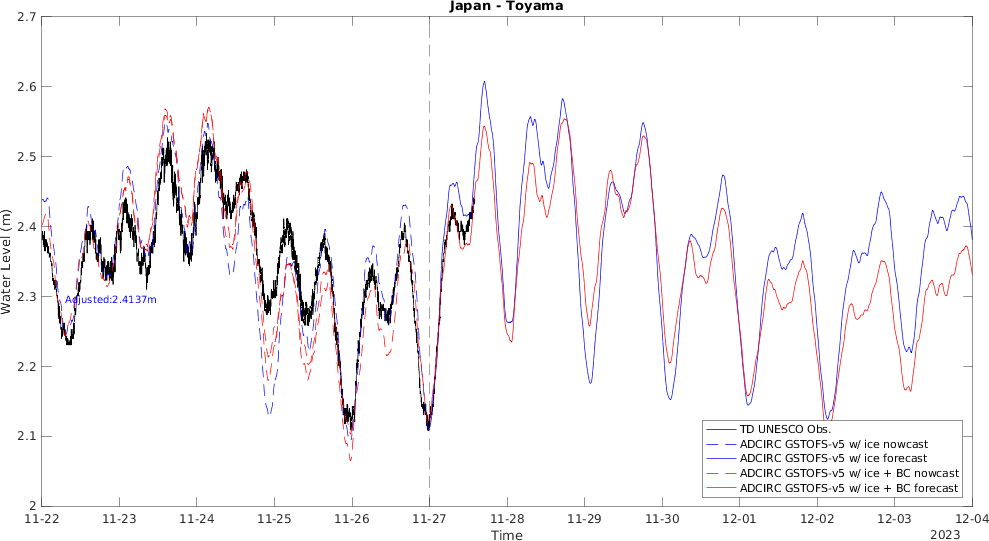 Japan - Toyama
2.7
2.6
2.5
2.4
2.3
2.2
2.1
2
Water Level (m)
Adjusted:2.4137m
TD UNESCO Obs.
ADCIRC GSTOFS-v5 w/ ice nowcast
ADCIRC GSTOFS-v5 w/ ice forecast
ADCIRC GSTOFS-v5 w/ ice + BC nowcast
ADCIRC GSTOFS-v5 w/ ice + BC forecast
11-22 11-23 11-24 11-25 11-26 11-27 11-28 11-29 11-30 12-01 12-02 12-03 12-04
Time
2023